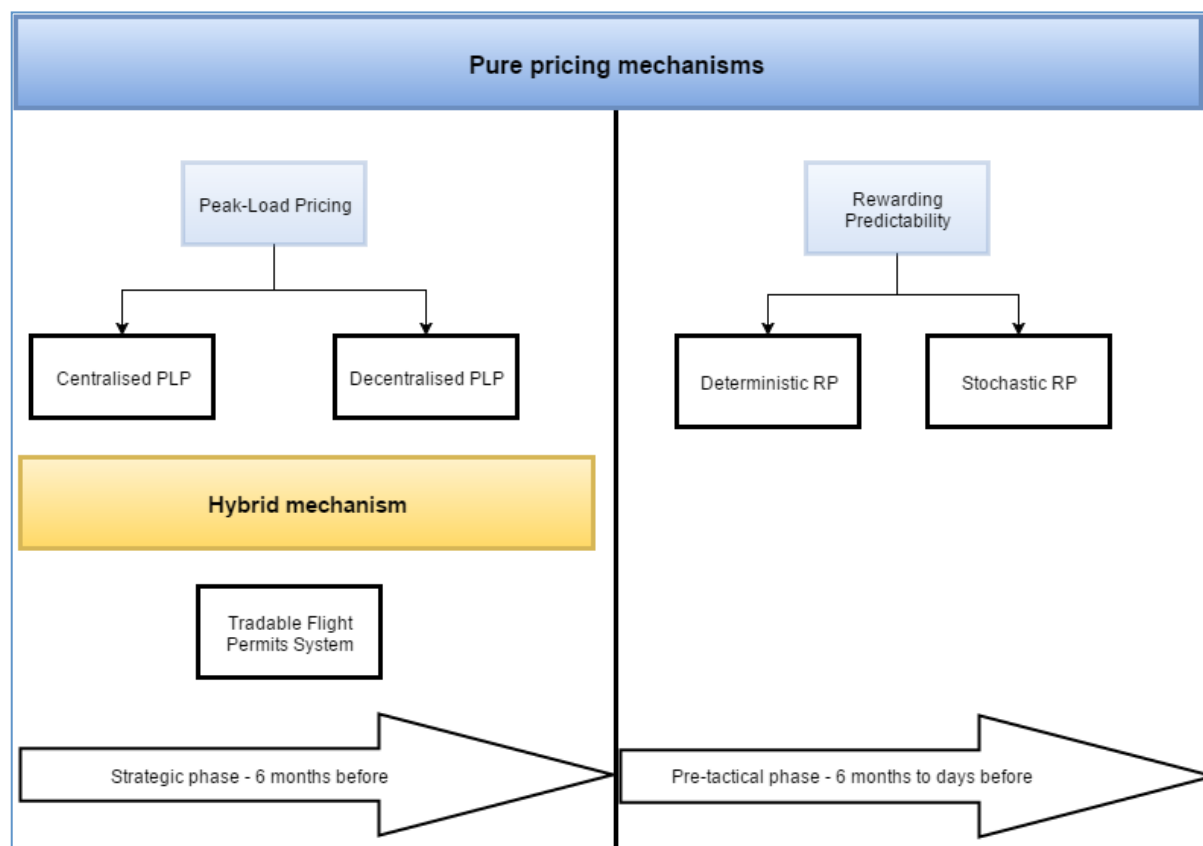 Pure pricing mechanisms
Peak-Load Pricing
Rewarding
Predictability
Centralised PLP
Decentralised PLP
Deterministic RP
Stochastic RP
Hybrid mechanism
Tradable Flight
Permits System
Strategic phase - 6 months before
Pre-tactical phase - 6 months to days before